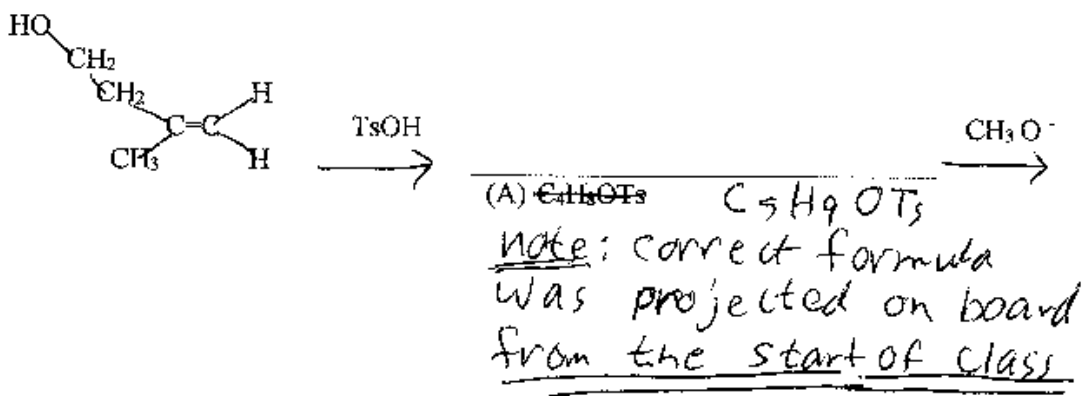 HO
CH2
CH2
H
C=C
TsOH
CH3O-
CH3
H
(A) C4H8OTs C5H9OTs
note: correct formula
was projected on board
from the start of class